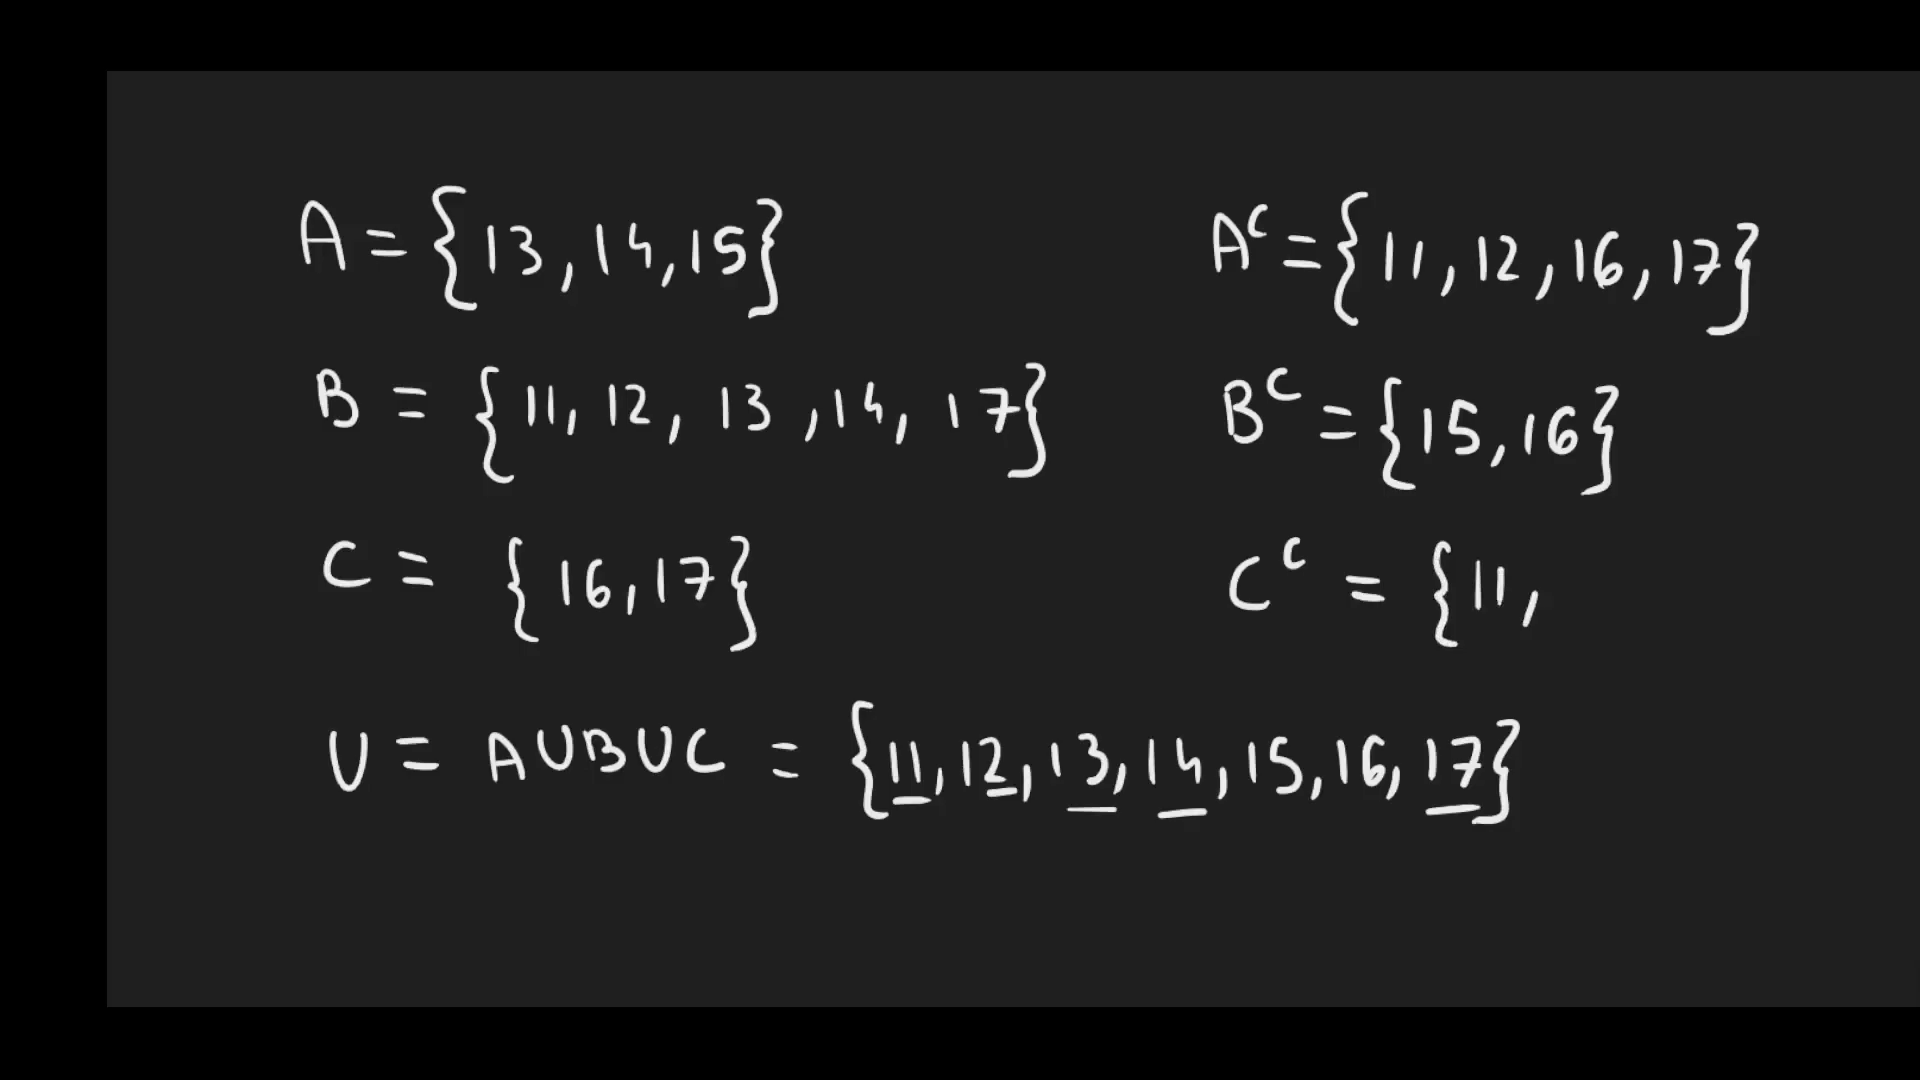 A = {13, 14, 15}
A^c = {11, 12, 16, 17}
B = {11, 12, 13, 14, 17}
B^c = {15, 16}
C = {16, 17}
C^c = {11,
U = A∪B∪C = {11, 12, 13, 14, 15, 16, 17}